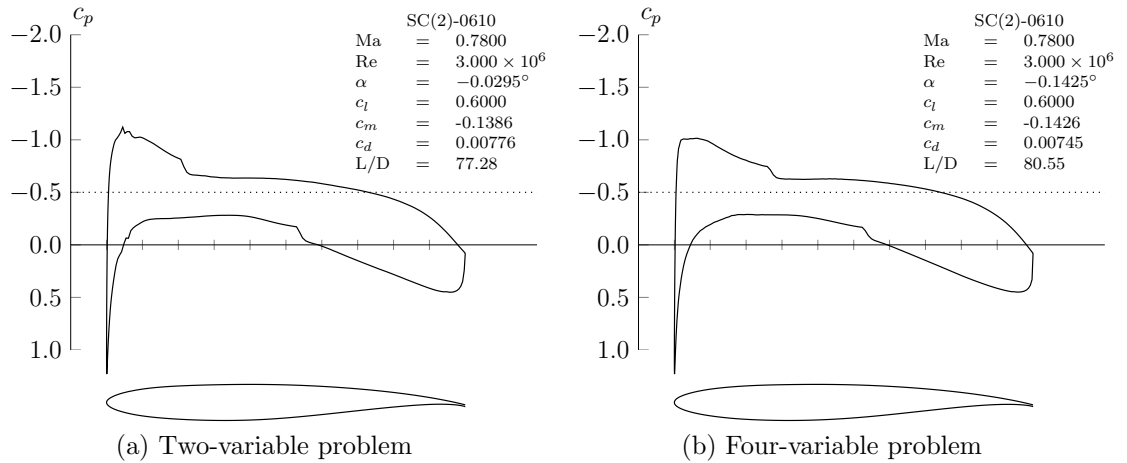 c_p
SC(2)-0610
Ma = 0.7800
Re = 3.000 × 10^6
α = −0.0295°
c_l = 0.6000
c_m = -0.1386
c_d = 0.00776
L/D = 77.28
−2.0
−1.5
−1.0
−0.5
0.0
0.5
1.0
(a) Two-variable problem
c_p
SC(2)-0610
Ma = 0.7800
Re = 3.000 × 10^6
α = −0.1425°
c_l = 0.6000
c_m = -0.1426
c_d = 0.00745
L/D = 80.55
−2.0
−1.5
−1.0
−0.5
0.0
0.5
1.0
(b) Four-variable problem